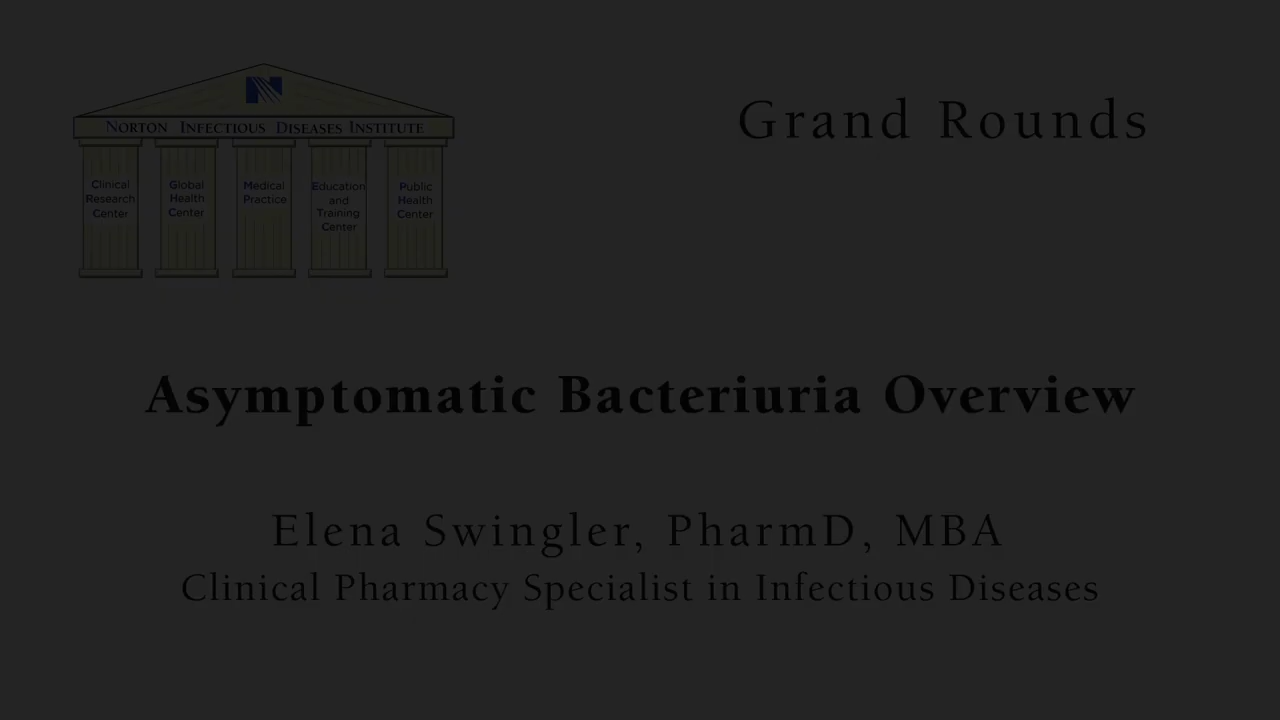 Grand Rounds
NORTON INFECTIOUS DISEASES INSTITUTE
Clinical
Research
Center
Global
Health
Center
Medical
Practice
Education
and
Training
Center
Public
Health
Center
Asymptomatic Bacteriuria Overview
Elena Swingler, PharmD, MBA
Clinical Pharmacy Specialist in Infectious Diseases